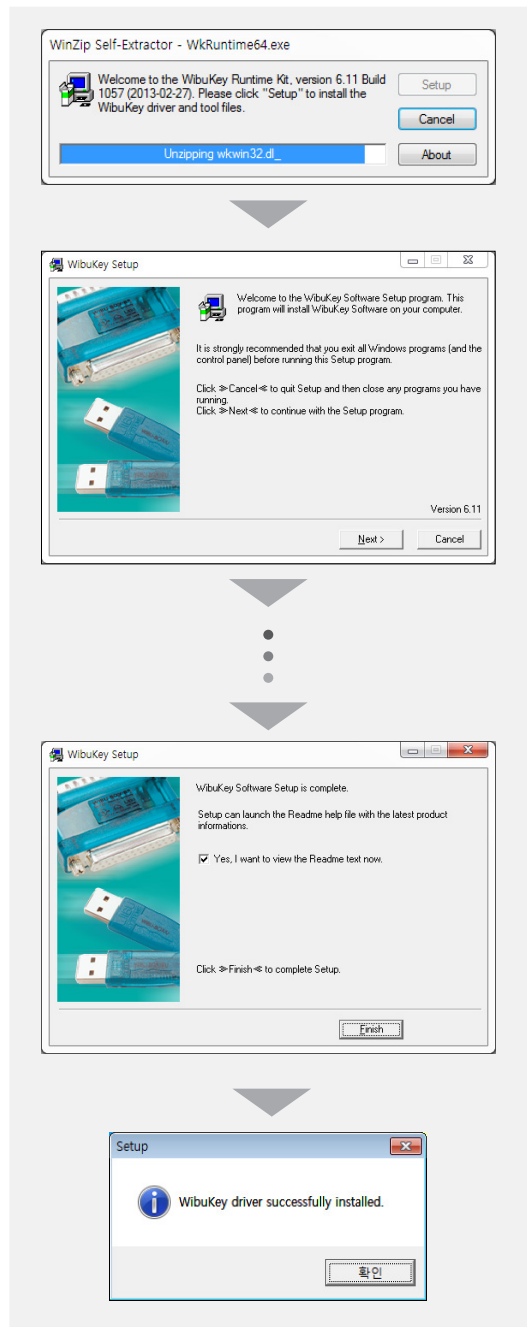 WinZip Self-Extractor - WkRuntime64.exe
Welcome to the WibuKey Runtime Kit, version 6.11 Build
1057 (2013-02-27). Please click "Setup" to install the
WibuKey driver and tool files.
Setup
Cancel
Unzipping wkwin32.dl_
About
WibuKey Setup
Welcome to the WibuKey Software Setup program. This
program will install WibuKey Software on your computer.
It is strongly recommended that you exit all Windows programs (and the
control panel) before running this Setup program.
Click ≫Cancel≪ to quit Setup and then close any programs you have
running.
Click ≫Next≪ to continue with the Setup program.
Version 6.11
Next >
Cancel
WibuKey Setup
WibuKey Software Setup is complete.
Setup can launch the Readme help file with the latest product
informations.
Yes, I want to view the Readme text now.
Click ≫Finish≪ to complete Setup.
Finish
Setup
WibuKey driver successfully installed.
확인